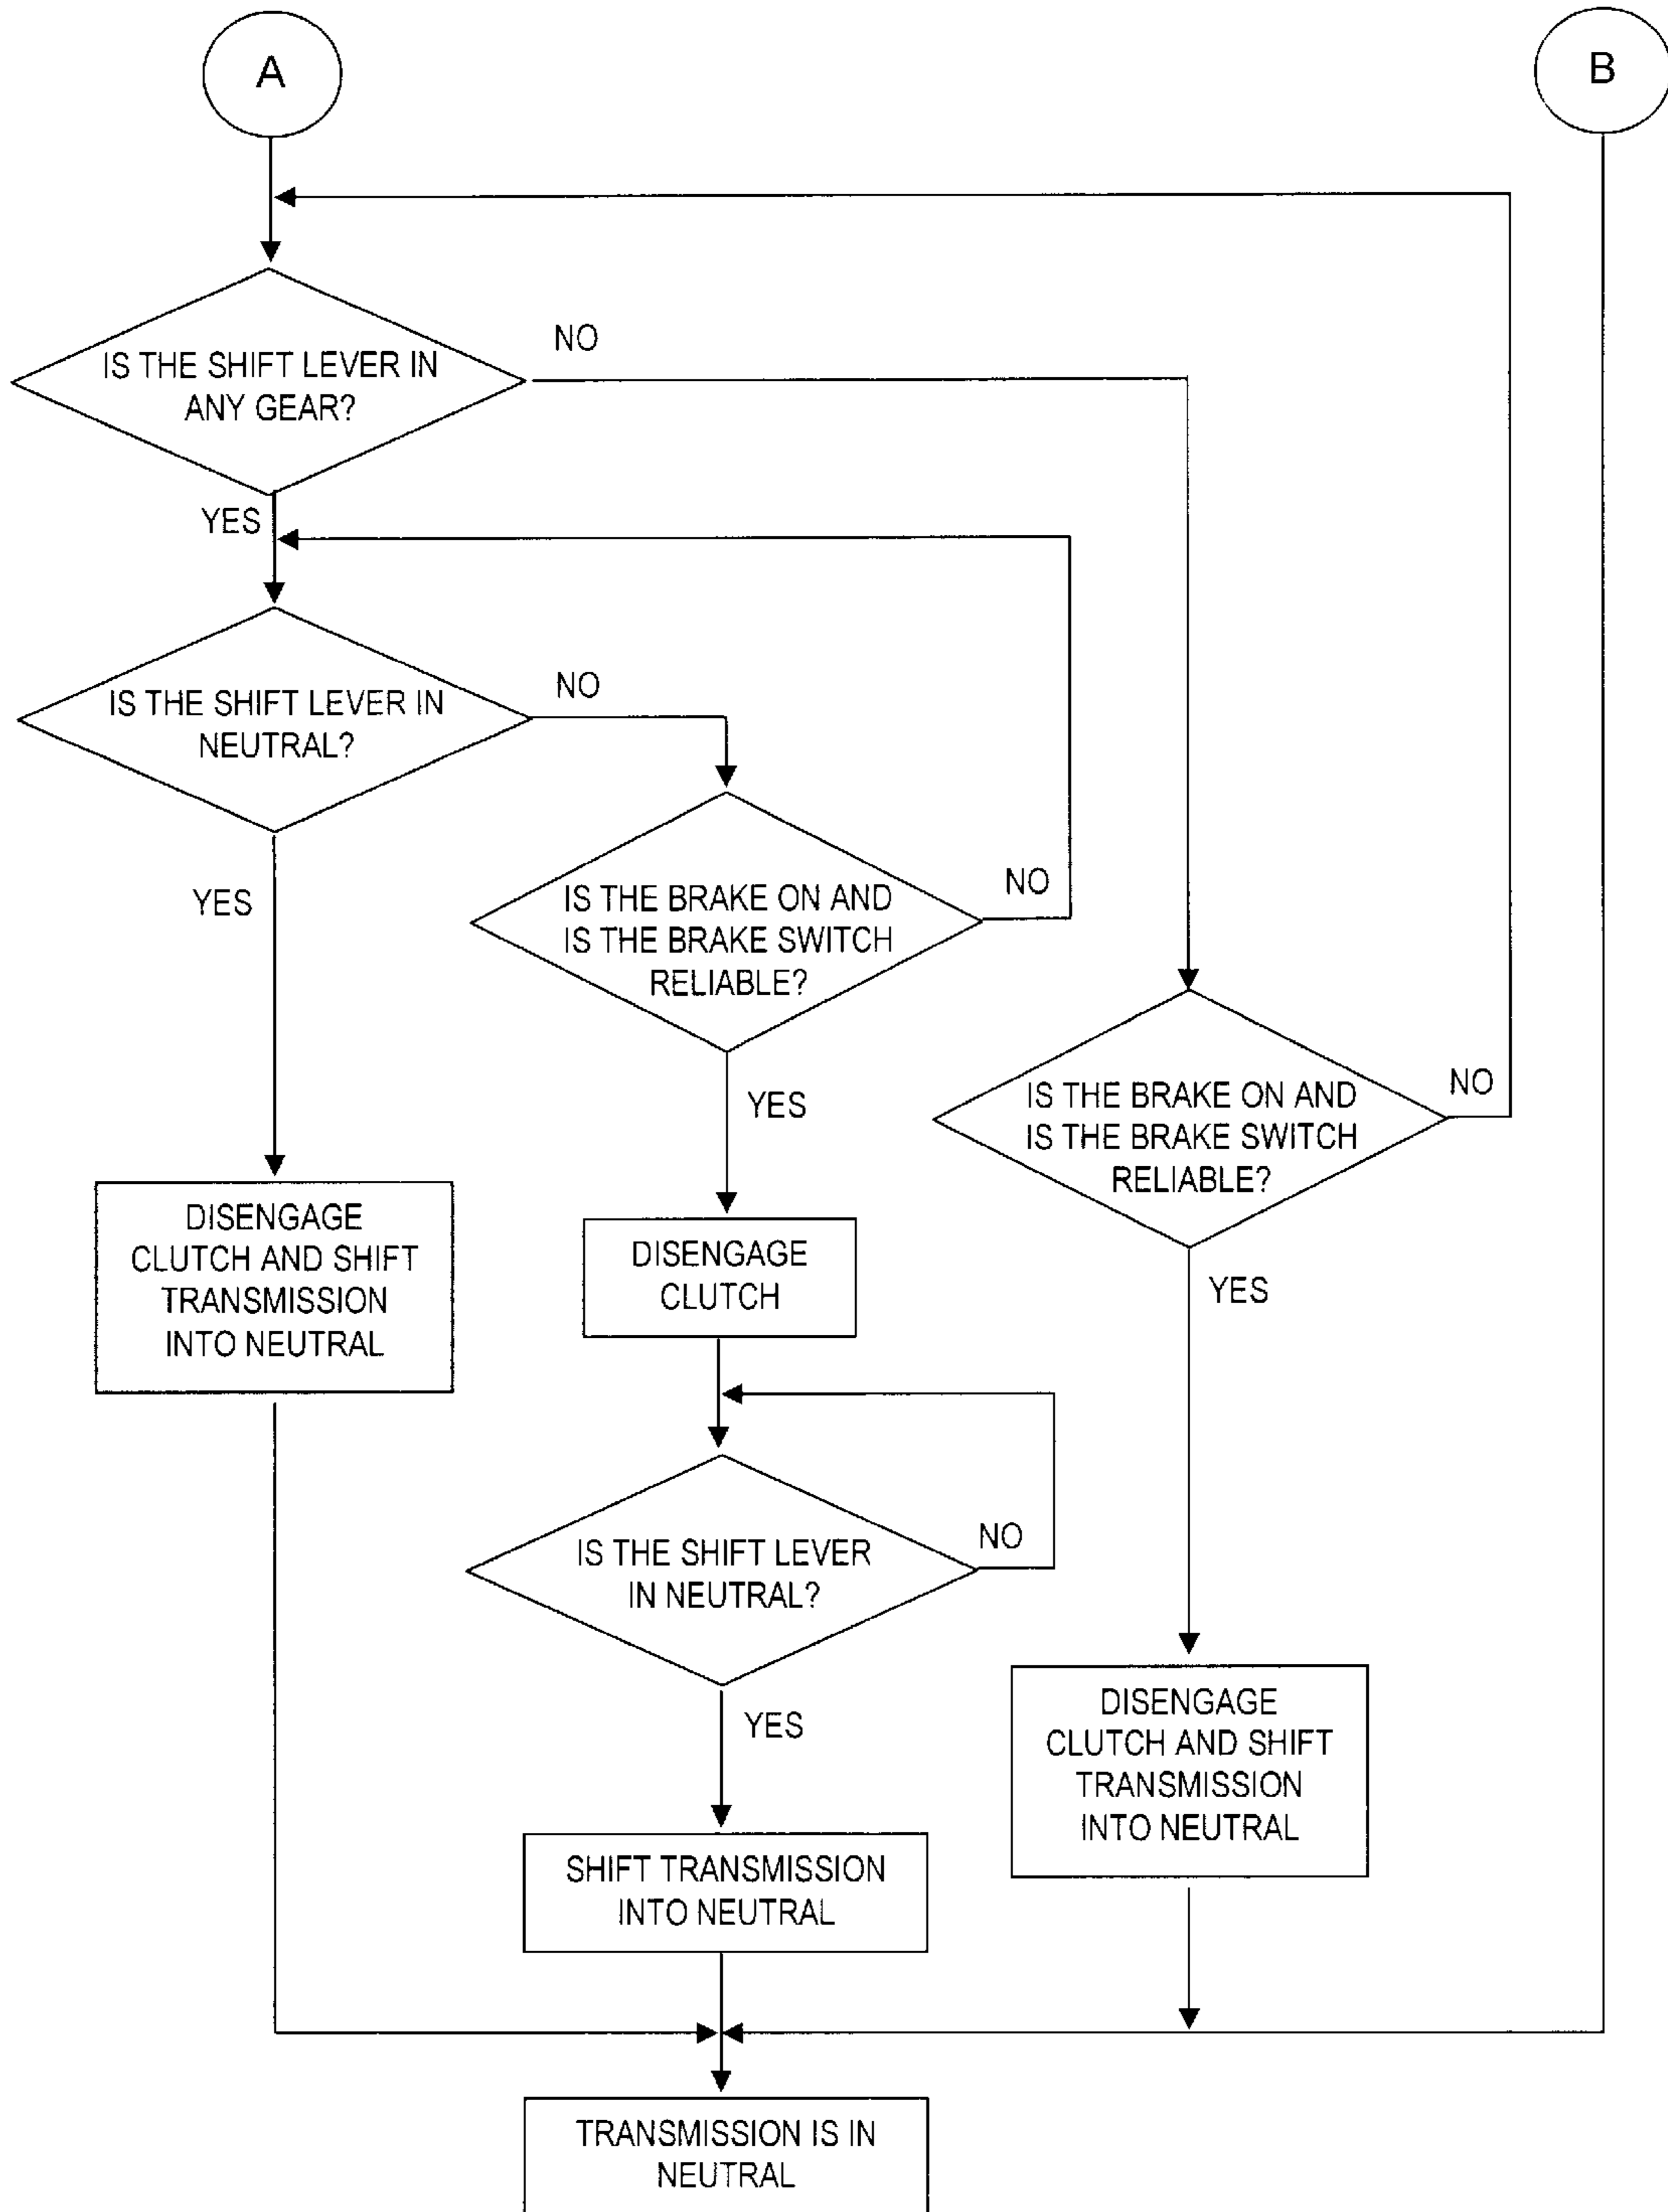 A
B
NO
IS THE SHIFT LEVER IN
ANY GEAR?
YES
NO
IS THE SHIFT LEVER IN
NEUTRAL?
YES
NO
IS THE BRAKE ON AND
IS THE BRAKE SWITCH
RELIABLE?
NO
IS THE BRAKE ON AND
IS THE BRAKE SWITCH
RELIABLE?
YES
DISENGAGE
CLUTCH AND SHIFT
TRANSMISSION
INTO NEUTRAL
DISENGAGE
CLUTCH
YES
NO
IS THE SHIFT LEVER
IN NEUTRAL?
YES
DISENGAGE
CLUTCH AND SHIFT
TRANSMISSION
INTO NEUTRAL
SHIFT TRANSMISSION
INTO NEUTRAL
TRANSMISSION IS IN
NEUTRAL